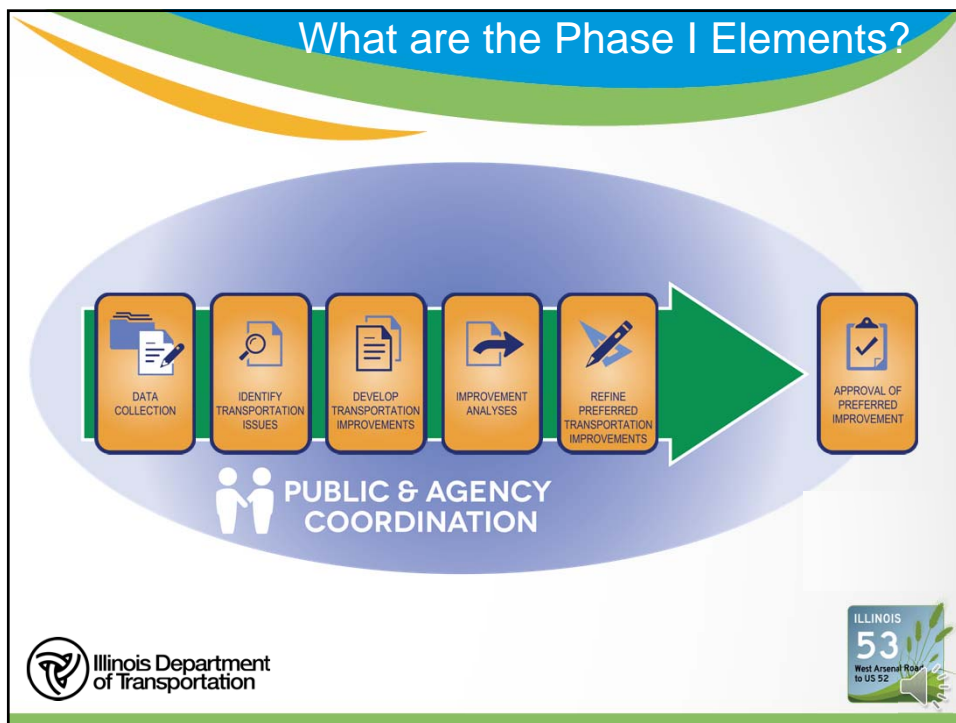 What are the Phase I Elements?
DATA
COLLECTION
IDENTIFY
TRANSPORTATION
ISSUES
DEVELOP
TRANSPORTATION
IMPROVEMENTS
IMPROVEMENT
ANALYSES
REFINE
PREFERRED
TRANSPORTATION
IMPROVEMENTS
APPROVAL OF
PREFERRED
IMPROVEMENT
PUBLIC & AGENCY
COORDINATION
Illinois Department
of Transportation
ILLINOIS
53
West Arsenal Road
to US 52